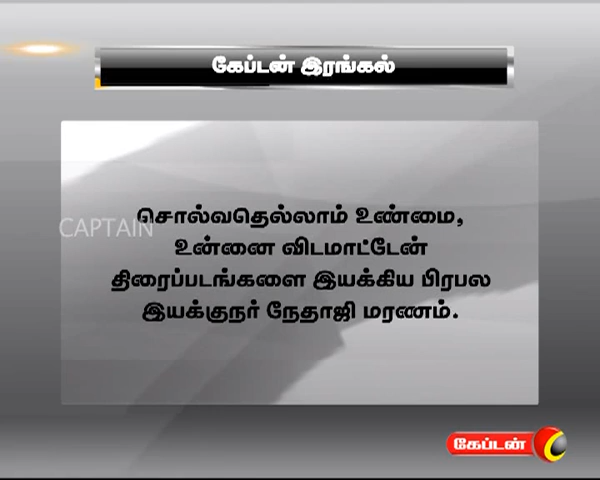 கேப்டன் இரங்கல்
CAPTAIN
சொல்வதெல்லாம் உண்மை,
உன்னை விடமாட்டேன்
திரைப்படங்களை இயக்கிய பிரபல
இயக்குநர் நேதாஜி மரணம்.
கேப்டன்